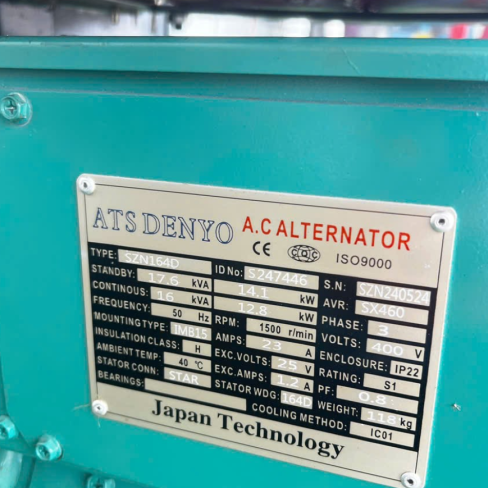 ATS DENYO A.C ALTERNATOR
CE CQC ISO9000
TYPE: SZN164D ID No: S247446 S.N: SZN240524
STANDBY: 17.6 kVA 14.1 kW AVR: SX460
CONTINOUS: 16 kVA 12.8 kW PHASE: 3
FREQUENCY: 50 Hz RPM: 1500 r/min VOLTS: 400 V
MOUNTING TYPE: IMB15 AMPS: 23 A ENCLOSURE: IP22
INSULATION CLASS: H EXC.VOLTS: 25 V RATING: S1
AMBIENT TEMP: 40 °C EXC.AMPS: 1.2 A PF: 0.8
STATOR CONN: STAR STATOR WDG: 164D WEIGHT: 118 kg
BEARINGS: COOLING METHOD: IC01
Japan Technology